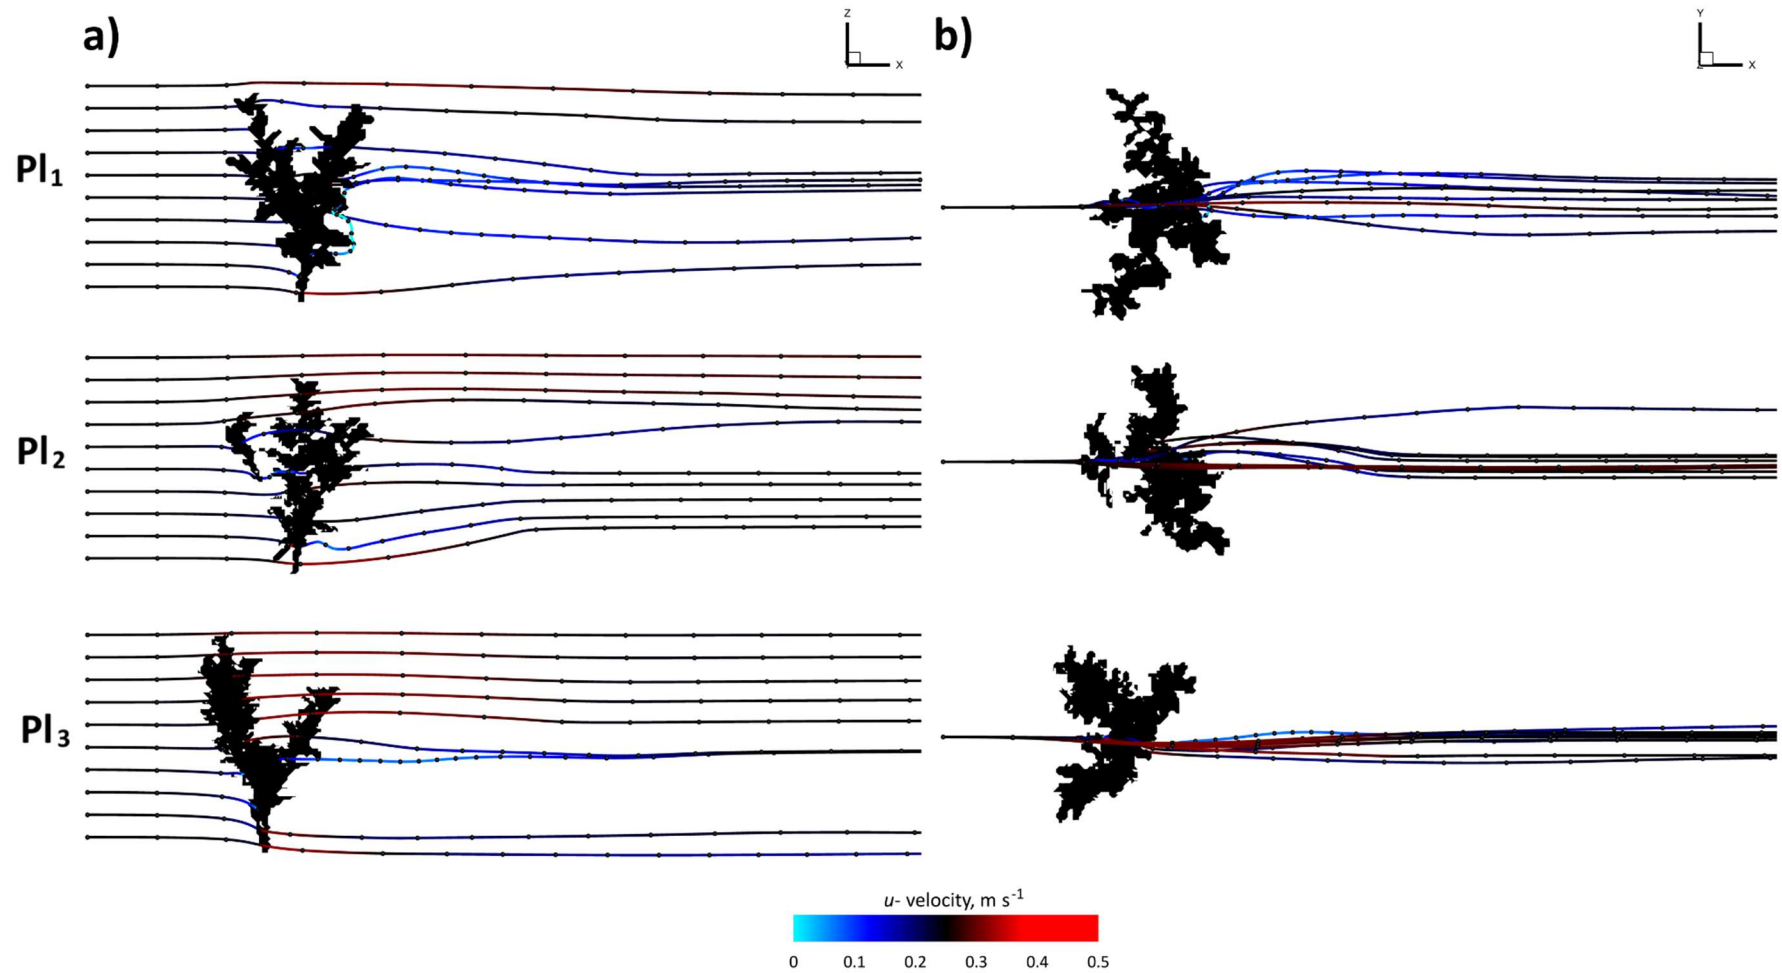 a)
Z
X
b)
Y
Z
X
Pl1
Pl2
Pl3
u- velocity, m s-1
0 0.1 0.2 0.3 0.4 0.5